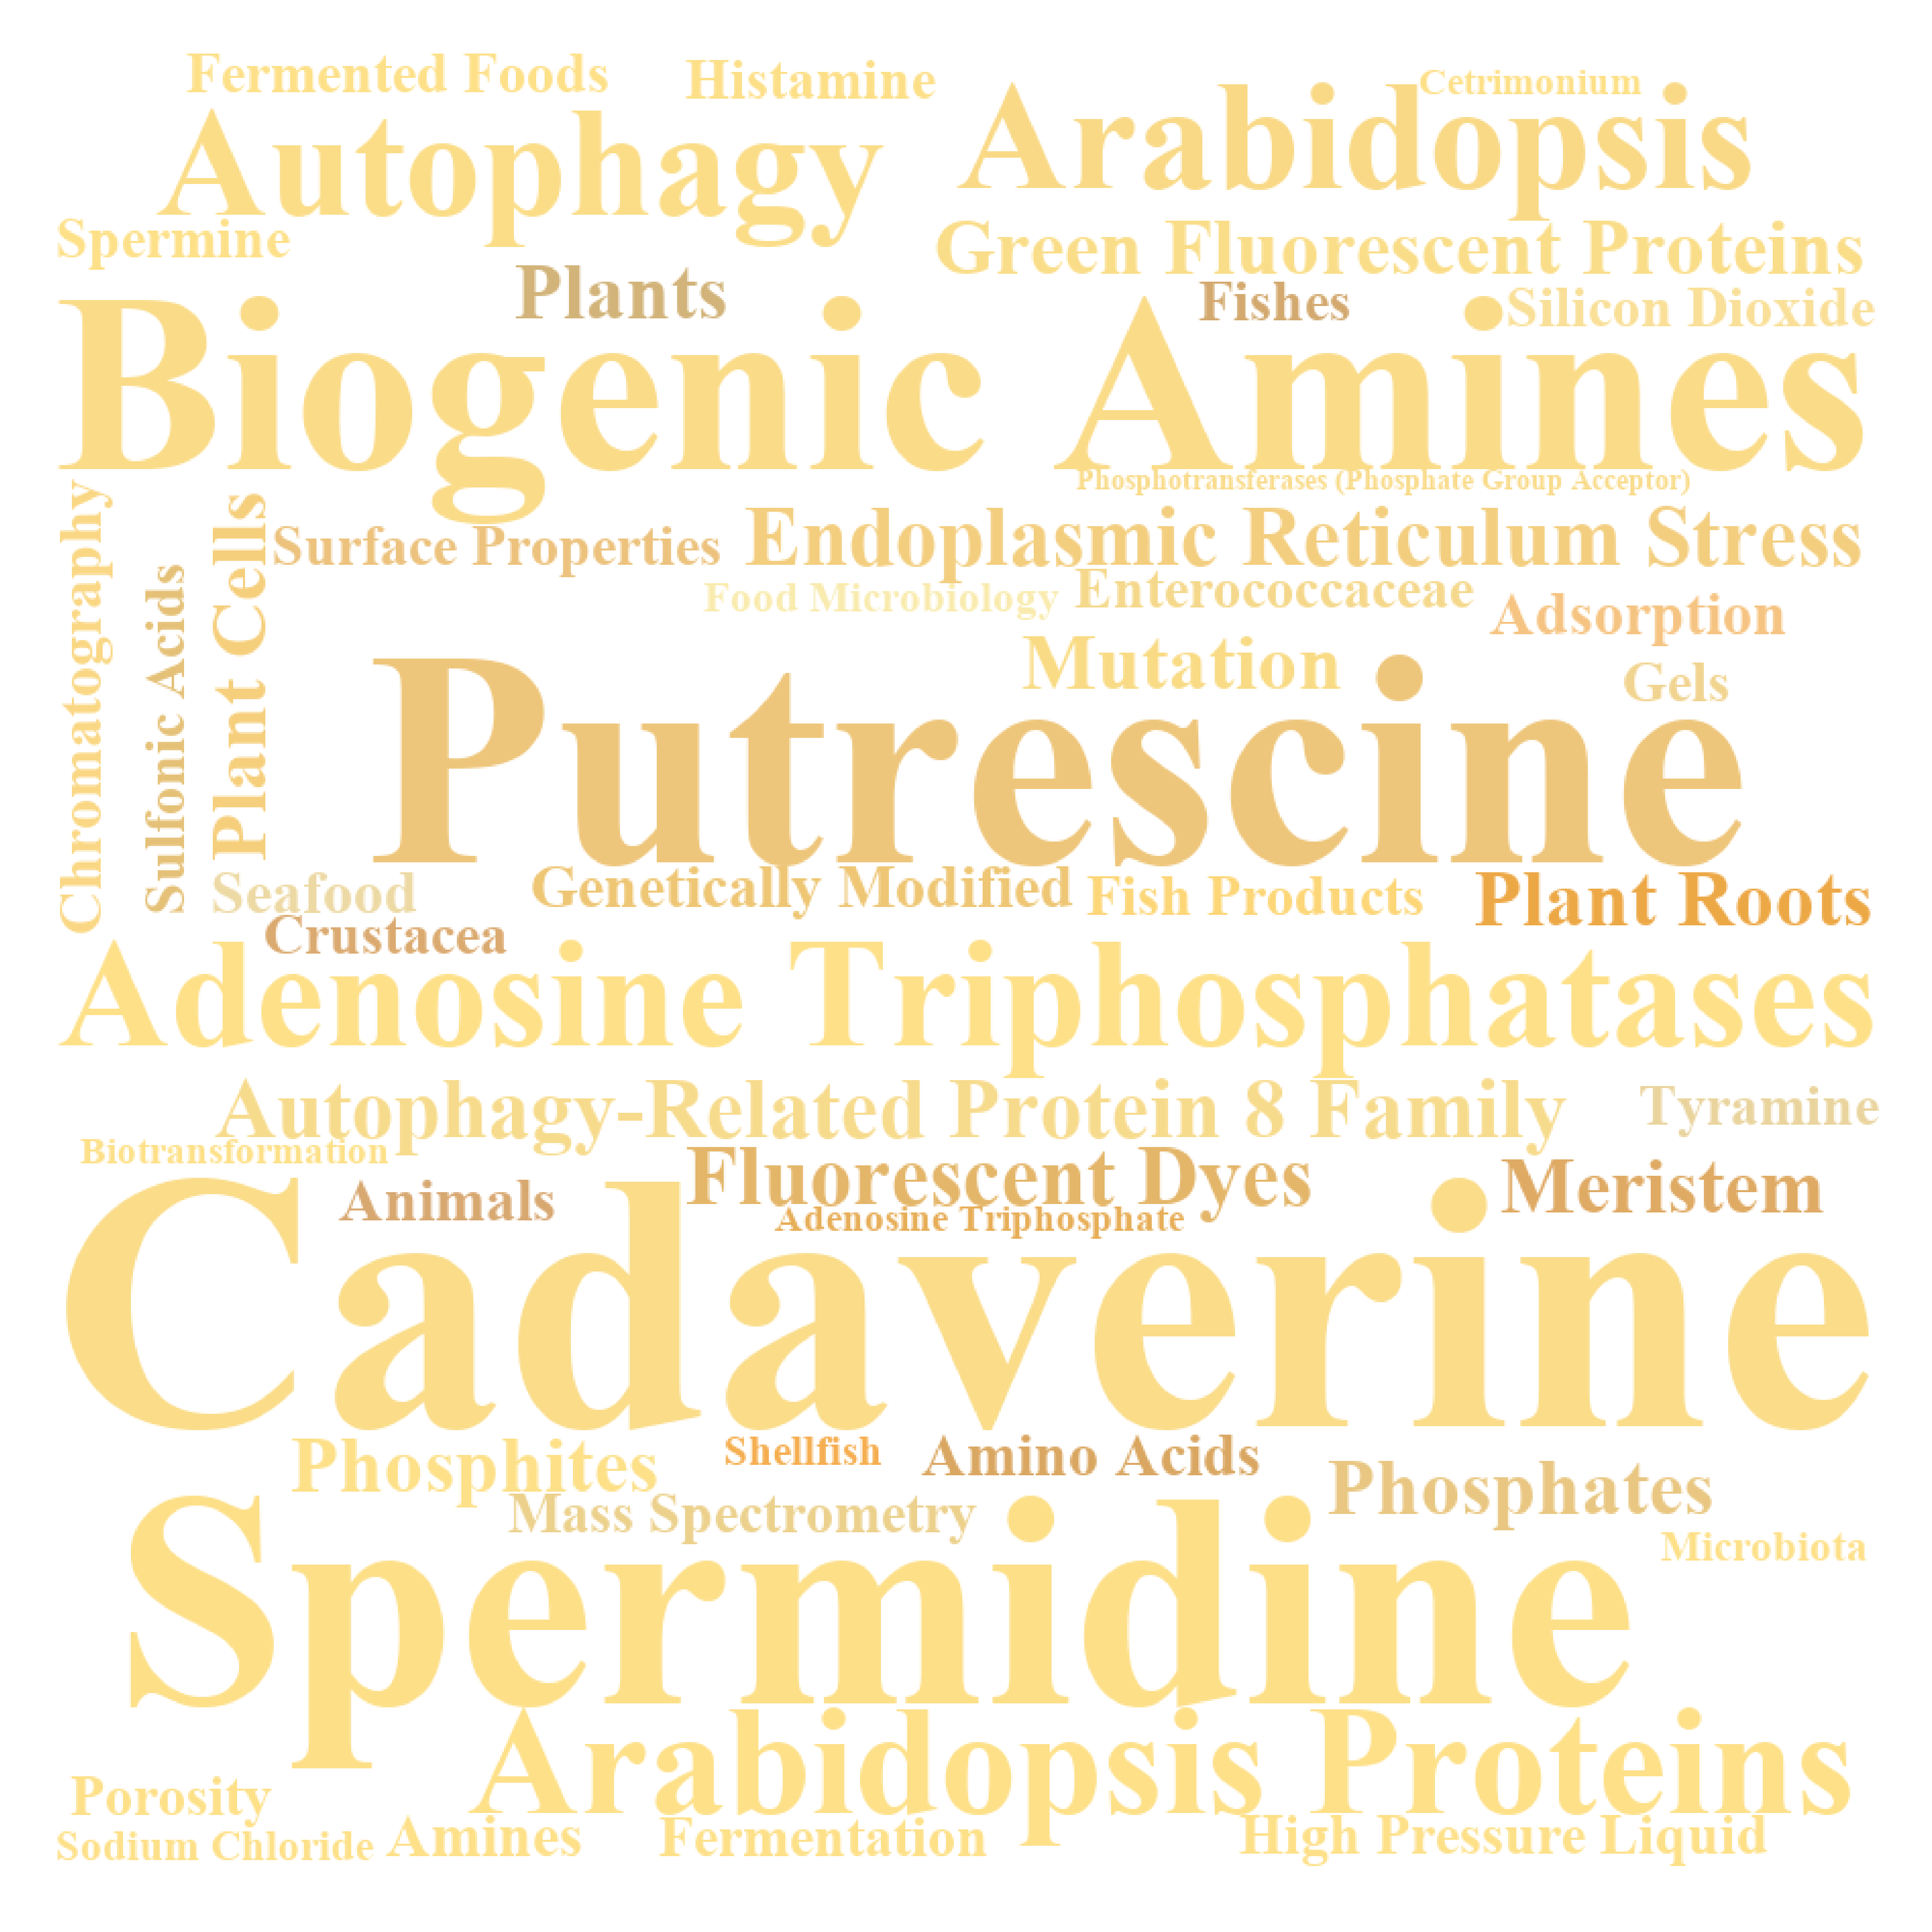 Fermented Foods
Histamine
Cetrimonium
Autophagy
Arabidopsis
Spermine
Green Fluorescent Proteins
Plants
Fishes
Silicon Dioxide
Biogenic Amines
Phosphotransferases (Phosphate Group Acceptor)
Chromatography
Sulfonic Acids
Plant Cells
Surface Properties
Endoplasmic Reticulum Stress
Food Microbiology
Enterococcaceae
Adsorption
Mutation
Gels
Putrescine
Seafood
Genetically Modified
Fish Products
Plant Roots
Crustacea
Adenosine Triphosphatases
Autophagy-Related Protein 8 Family
Tyramine
Biotransformation
Fluorescent Dyes
Animals
Meristem
Adenosine Triphosphate
Cadaverine
Phosphites
Shellfish
Amino Acids
Phosphates
Mass Spectrometry
Microbiota
Spermidine
Arabidopsis Proteins
Porosity
Sodium Chloride
Amines
Fermentation
High Pressure Liquid